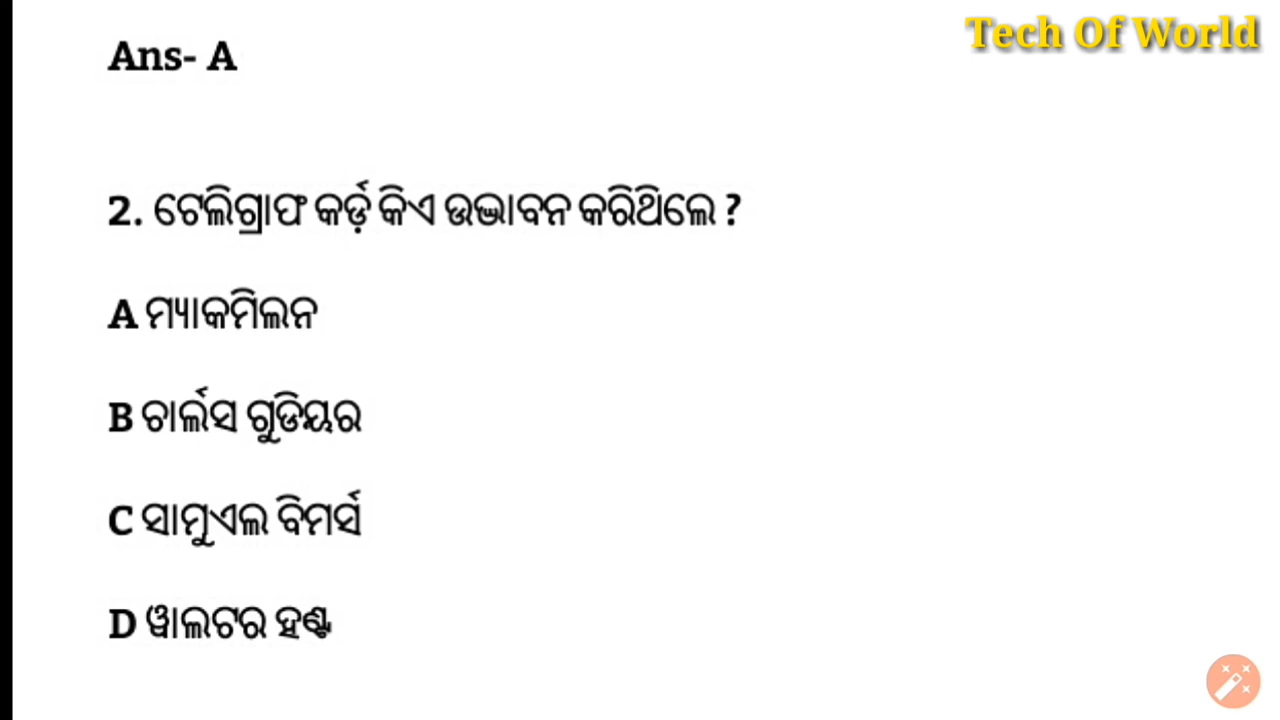 Tech Of World
Ans- A
2. ଟେଲିଗ୍ରାଫ କର୍ଡ଼ କିଏ ଉଦ୍ଭାବନ କରିଥିଲେ ?
A ମ୍ୟାକମିଲନ
B ଚାର୍ଲସ ଗୁଡିୟର
C ସାମୁଏଲ ବିମର୍ସ
D ୱାଲଟର ହଣ୍ଟ